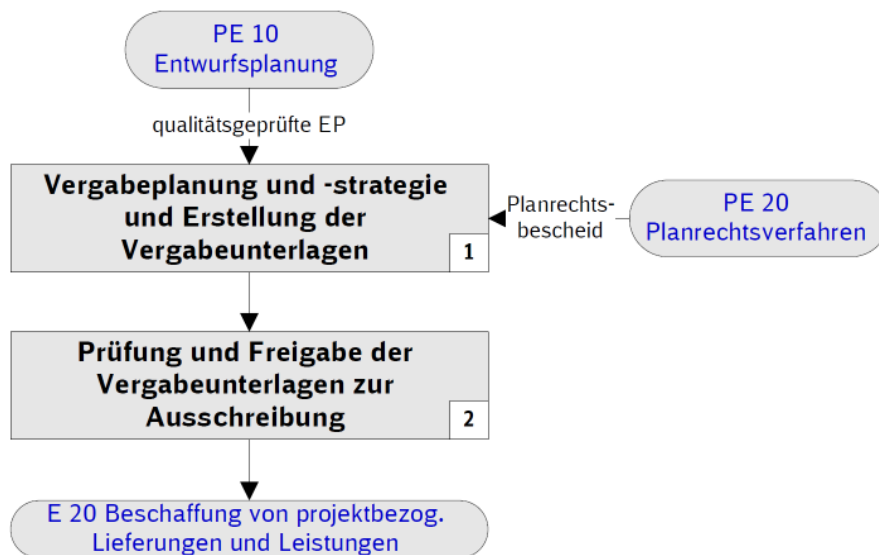 PE 10
Entwurfsplanung
qualitätsgeprüfte EP
Vergabeplanung und -strategie
und Erstellung der
Vergabeunterlagen
1
Planrechts-
bescheid
PE 20
Planrechtsverfahren
Prüfung und Freigabe der
Vergabeunterlagen zur
Ausschreibung
2
E 20 Beschaffung von projektbezog.
Lieferungen und Leistungen